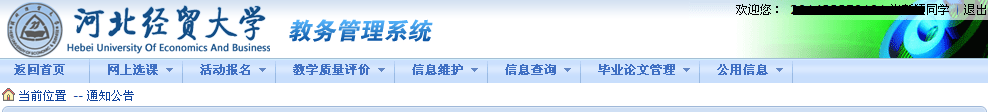 欢迎您： 同学 | 退出
河北经贸大学
Hebei University Of Economics And Business
教务管理系统
返回首页 网上选课 活动报名 教学质量评价 信息维护 信息查询 毕业论文管理 公用信息
当前位置 -- 通知公告